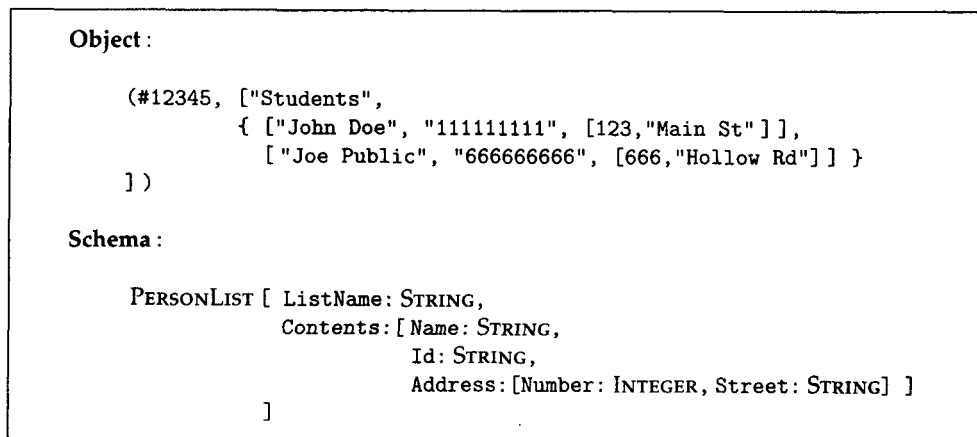 Object :
(#12345, ["Students",
{ ["John Doe", "111111111", [123,"Main St"]],
["Joe Public", "666666666", [666,"Hollow Rd"]] }
])
Schema :
PERSONLIST [ ListName: STRING,
Contents: [ Name: STRING,
Id: STRING,
Address: [Number: INTEGER, Street: STRING] ]
]